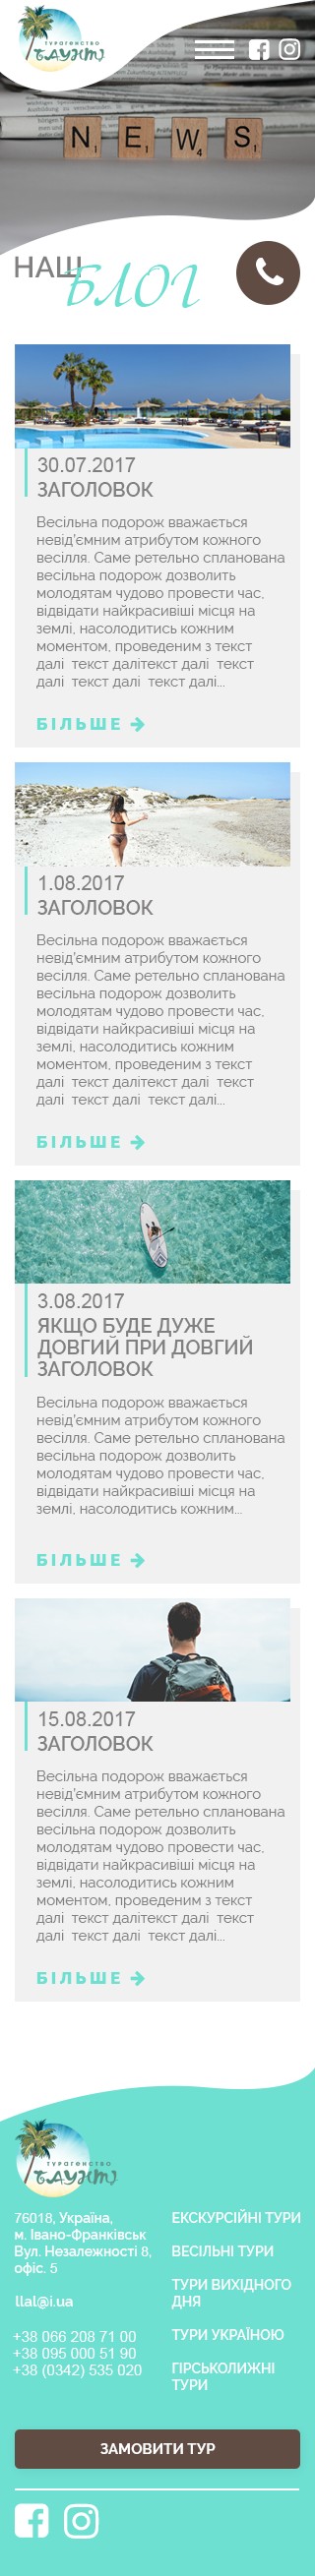 ТУРАГЕНСТВО
NEWS
НАШ
БЛОГ
30.07.2017
ЗАГОЛОВОК
Весільна подорож вважається
невід'ємним атрибутом кожного
весілля. Саме ретельно спланована
весільна подорож дозволить
молодятам чудово провести час,
відвідати найкрасивіші місця на
землі, насолодитись кожним
моментом, проведеним з текст
далі текст далітекст далі текст
далі текст далі текст далі...
БІЛЬШЕ
1.08.2017
ЗАГОЛОВОК
Весільна подорож вважається
невід'ємним атрибутом кожного
весілля. Саме ретельно спланована
весільна подорож дозволить
молодятам чудово провести час,
відвідати найкрасивіші місця на
землі, насолодитись кожним
моментом, проведеним з текст
далі текст далітекст далі текст
далі текст далі текст далі...
БІЛЬШЕ
3.08.2017
ЯКЩО БУДЕ ДУЖЕ
ДОВГИЙ ПРИ ДОВГИЙ
ЗАГОЛОВОК
Весільна подорож вважається
невід'ємним атрибутом кожного
весілля. Саме ретельно спланована
весільна подорож дозволить
молодятам чудово провести час,
відвідати найкрасивіші місця на
землі, насолодитись кожним...
БІЛЬШЕ
15.08.2017
ЗАГОЛОВОК
Весільна подорож вважається
невід'ємним атрибутом кожного
весілля. Саме ретельно спланована
весільна подорож дозволить
молодятам чудово провести час,
відвідати найкрасивіші місця на
землі, насолодитись кожним
моментом, проведеним з текст
далі текст далітекст далі текст
далі текст далі текст далі...
БІЛЬШЕ
ТУРАГЕНСТВО
76018, Україна,
м. Івано-Франківськ
Вул. Незалежності 8,
офіс. 5
llal@i.ua
+38 066 208 71 00
+38 095 000 51 90
+38 (0342) 535 020
ЕКСКУРСІЙНІ ТУРИ
ВЕСІЛЬНІ ТУРИ
ТУРИ ВИХІДНОГО
ДНЯ
ТУРИ УКРАЇНОЮ
ГІРСЬКОЛИЖНІ
ТУРИ
ЗАМОВИТИ ТУР